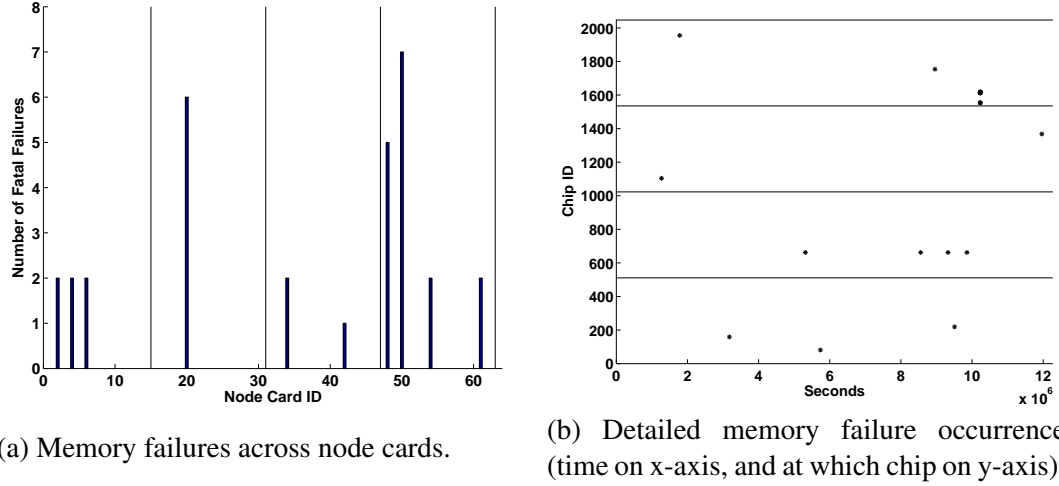 8
7
6
5
4
3
2
1
0
Number of Fatal Failures
0 10 20 30 40 50 60
Node Card ID
(a) Memory failures across node cards.
2000
1800
1600
1400
1200
1000
800
600
400
200
0
Chip ID
0 2 4 6 8 10 12
Seconds
x 10^6
(b) Detailed memory failure occurrence
(time on x-axis, and at which chip on y-axis)